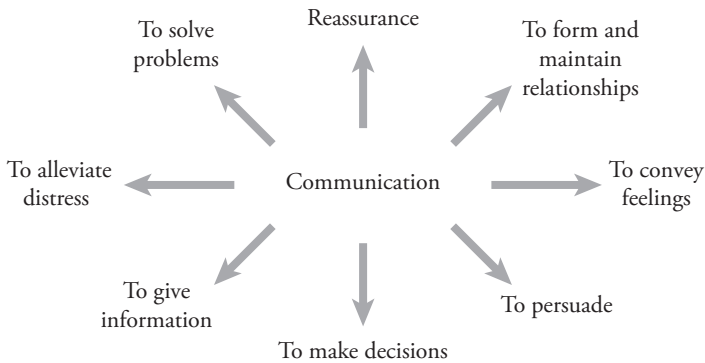 Reassurance
To solve
problems
To form and
maintain
relationships
To alleviate
distress
Communication
To convey
feelings
To give
information
To persuade
To make decisions